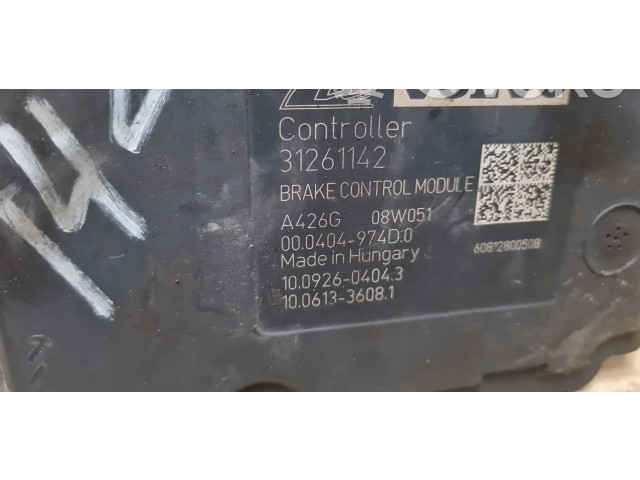 Controller
31261142
BRAKE CONTROL MODULE
A426G 08W051
00.0404-974D.0
60812800508
Made in Hungary
10.0926-0404.3
10.0613-3608.1